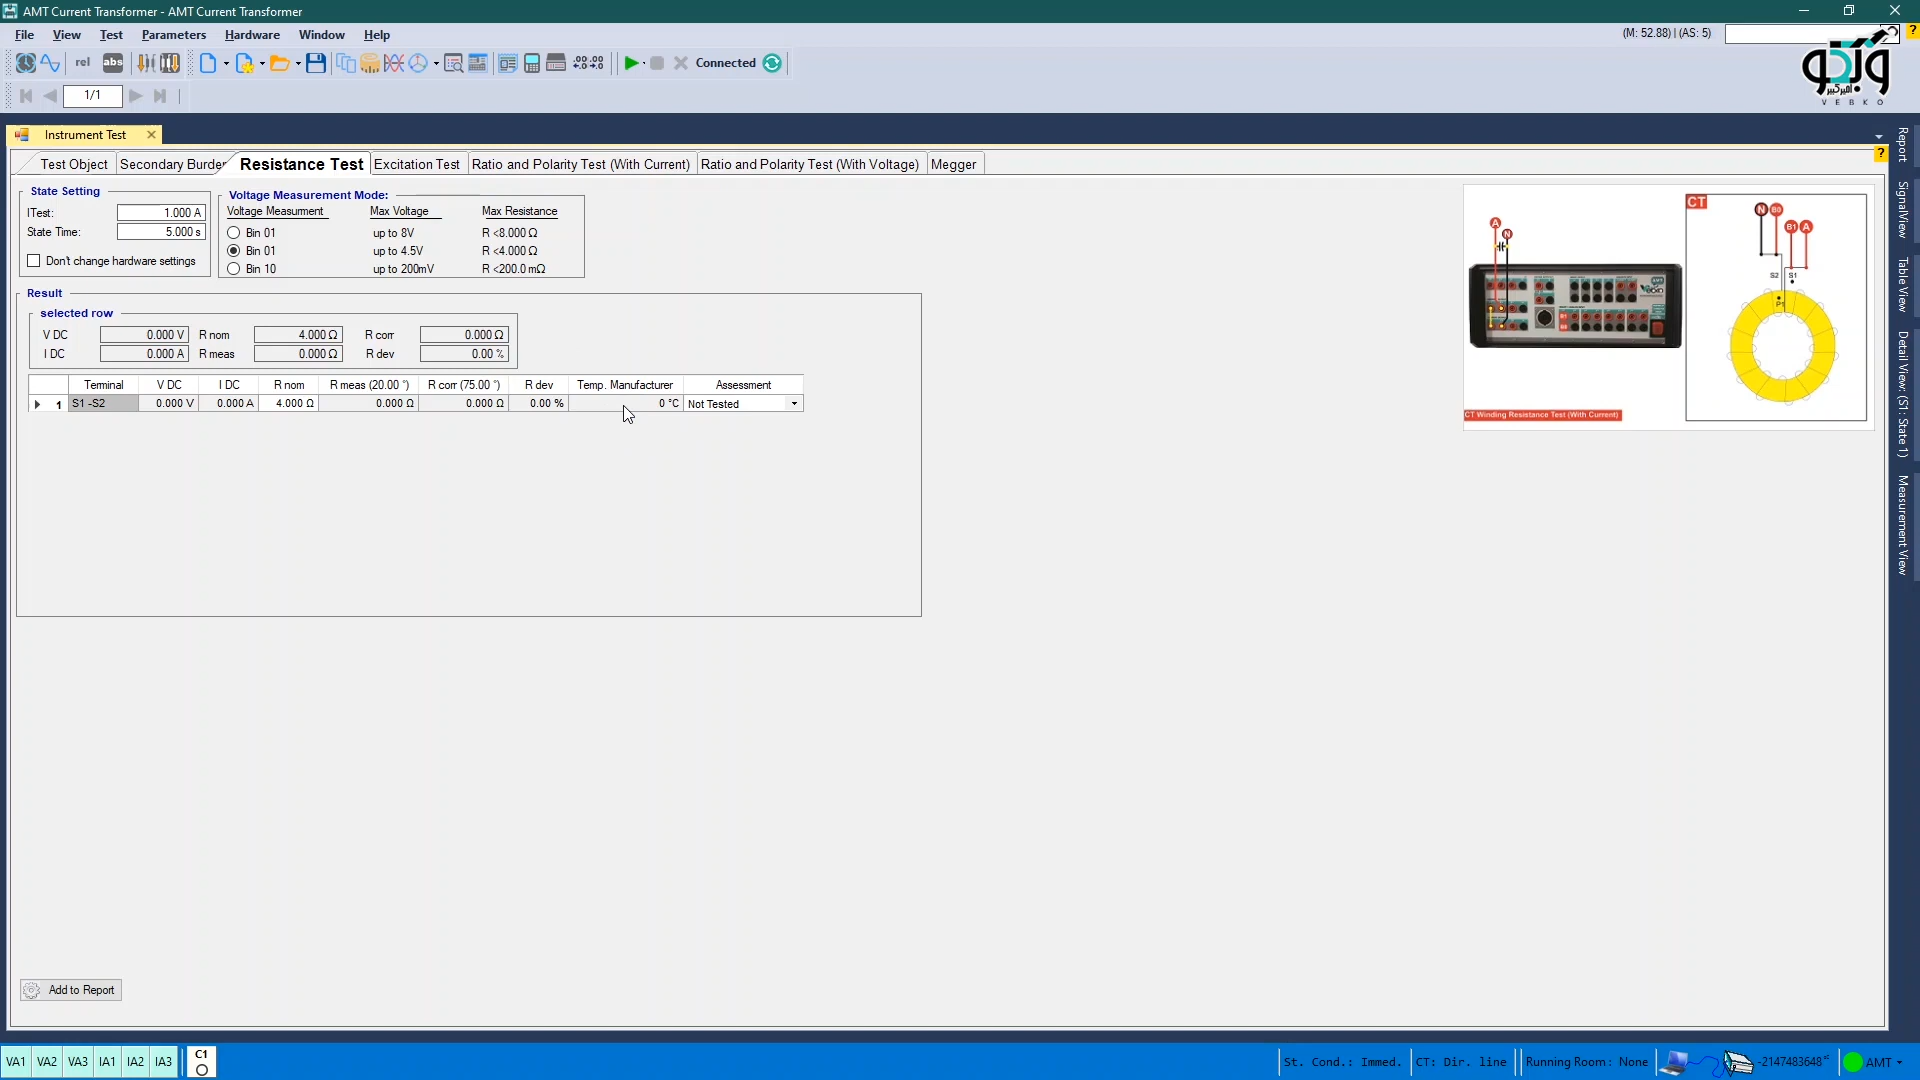 AMT Current Transformer - AMT Current Transformer
File View Test Parameters Hardware Window Help
(M: 52.88) | (AS: 5)
?
rel abs
Connected
وبکو
امیرکبیر
VEBKO
1/1
Instrument Test
Test Object Secondary Burder Resistance Test Excitation Test Ratio and Polarity Test (With Current) Ratio and Polarity Test (With Voltage) Megger
?
State Setting
ITest: 1.000 A
State Time: 5.000 s
Don't change hardware settings
Voltage Measurement Mode:
Voltage Measurment Max Voltage Max Resistance
Bin 01 up to 8V R <8.000 Ω
Bin 01 up to 4.5V R <4.000 Ω
Bin 10 up to 200mV R <200.0 mΩ
Result
selected row
V DC 0.000 V R nom 4.000 Ω R corr 0.000 Ω
I DC 0.000 A R meas 0.000 Ω R dev 0.00 %
Terminal V DC I DC R nom R meas (20.00 °) R corr (75.00 °) R dev Temp. Manufacturer Assessment
1 S1 -S2 0.000 V 0.000 A 4.000 Ω 0.000 Ω 0.000 Ω 0.00 % 0 °C Not Tested
CT
N B0
B1 A
S2 S1
P1
A
N
CT Winding Resistance Test (With Current)
Report
SignalView
Table View
Detail View: (S1: State 1)
Measurement View
Add to Report
VA1 VA2 VA3 IA1 IA2 IA3 C1
St. Cond.: Immed. CT: Dir. line Running Room: None -2147483648 AMT